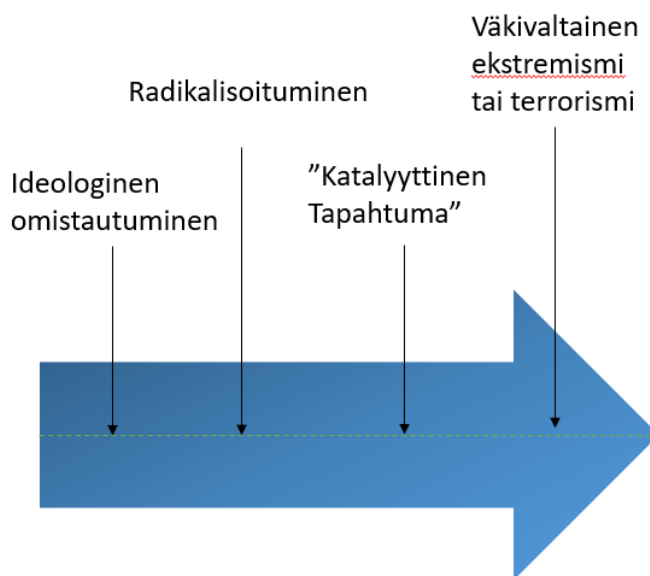 Väkivaltainen
ekstremismi
tai terrorismi
Radikalisoituminen
”Katalyyttinen
Tapahtuma”
Ideologinen
omistautuminen